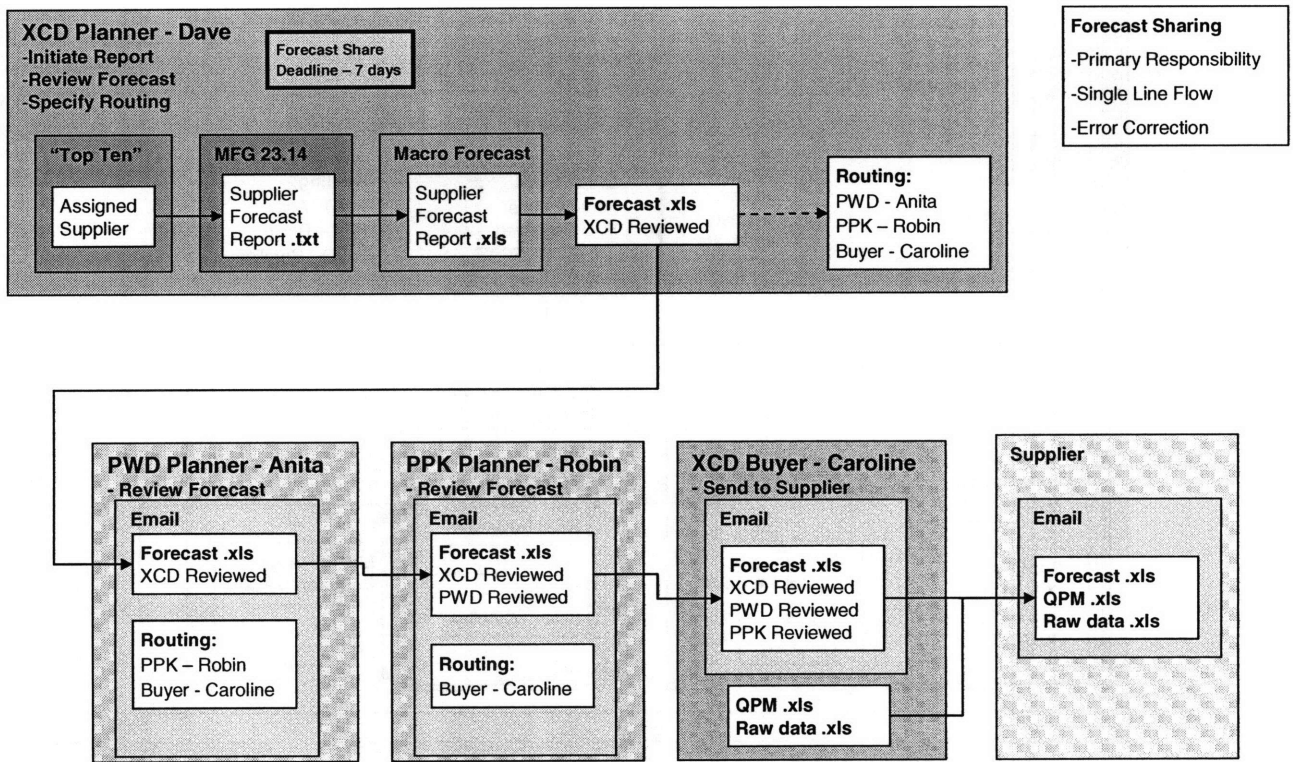 XCD Planner - Dave
-Initiate Report
-Review Forecast
-Specify Routing
Forecast Share
Deadline – 7 days
Forecast Sharing
-Primary Responsibility
-Single Line Flow
-Error Correction
“Top Ten”
Assigned
Supplier
MFG 23.14
Supplier
Forecast
Report .txt
Macro Forecast
Supplier
Forecast
Report .xls
Forecast .xls
XCD Reviewed
Routing:
PWD - Anita
PPK – Robin
Buyer - Caroline
PWD Planner - Anita
- Review Forecast
Email
Forecast .xls
XCD Reviewed
Routing:
PPK – Robin
Buyer - Caroline
PPK Planner - Robin
- Review Forecast
Email
Forecast .xls
XCD Reviewed
PWD Reviewed
Routing:
Buyer - Caroline
XCD Buyer - Caroline
- Send to Supplier
Email
Forecast .xls
XCD Reviewed
PWD Reviewed
PPK Reviewed
QPM .xls
Raw data .xls
Supplier
Email
Forecast .xls
QPM .xls
Raw data .xls